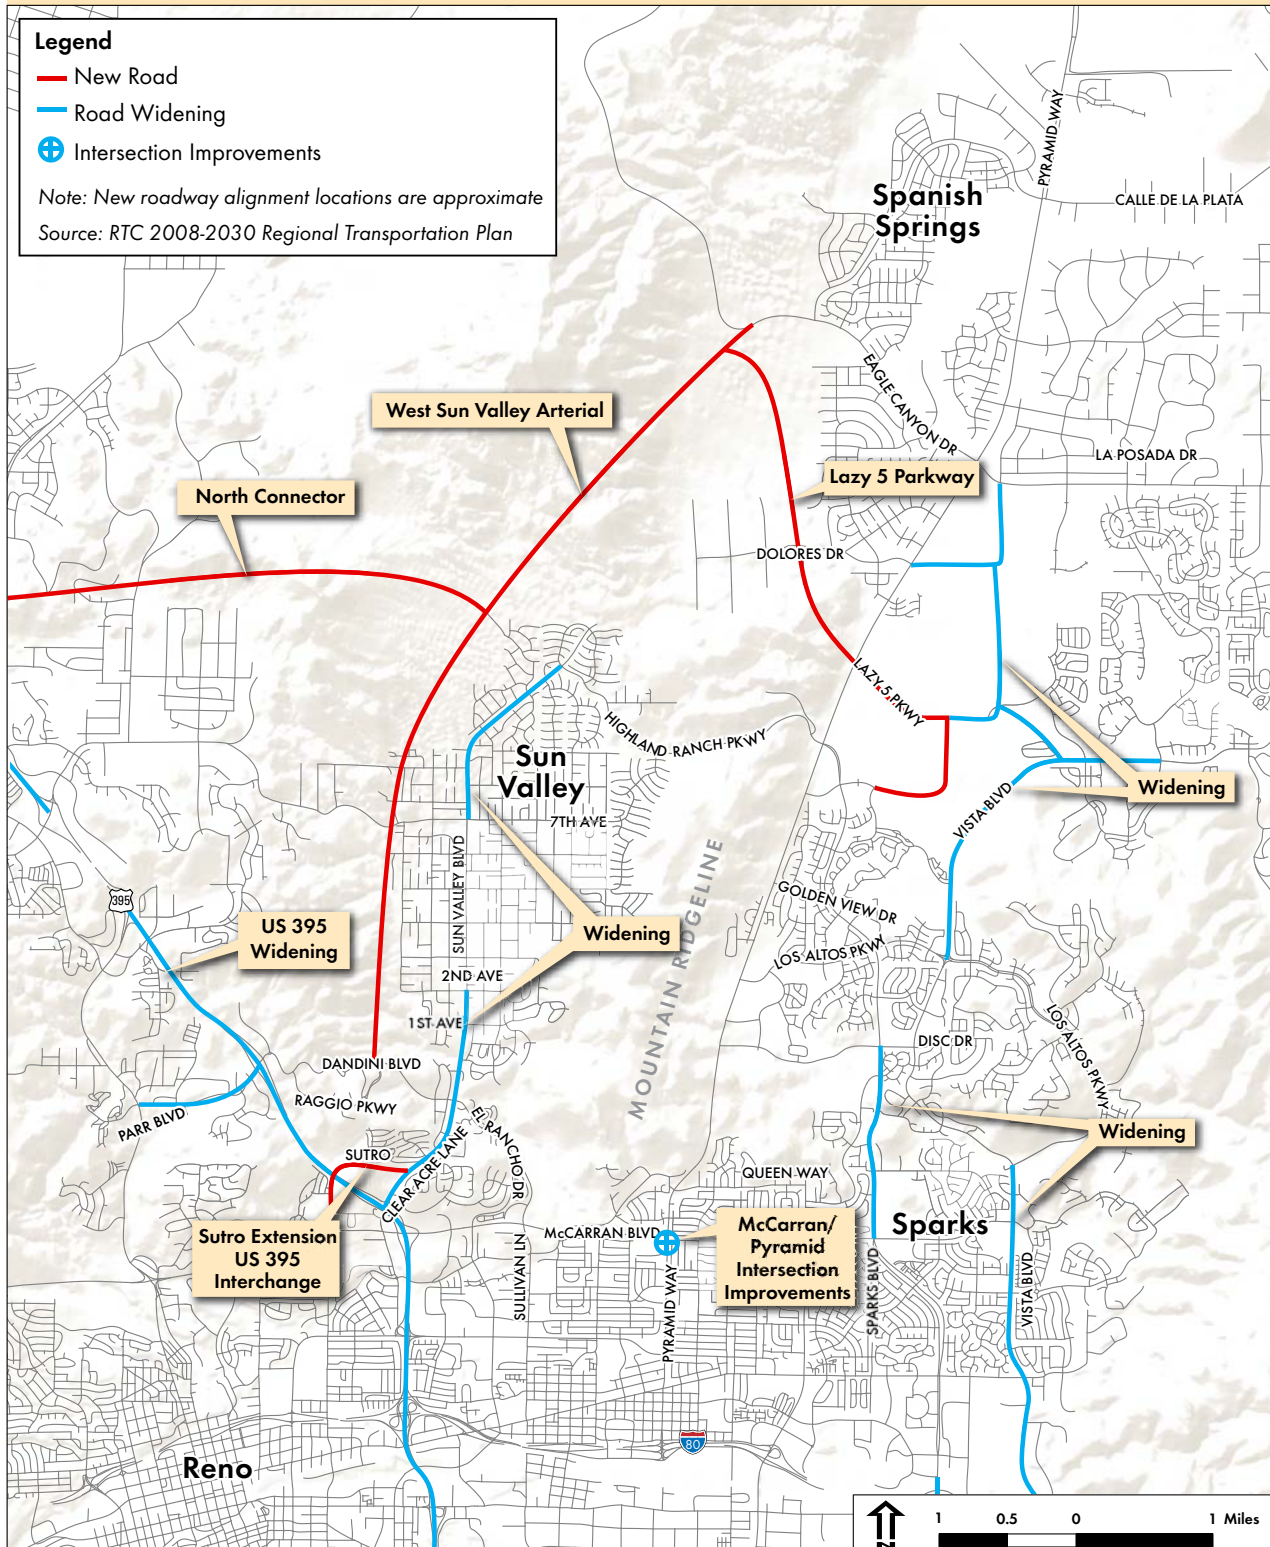 Legend
New Road
Road Widening
Intersection Improvements
Note: New roadway alignment locations are approximate
Source: RTC 2008-2030 Regional Transportation Plan
PYRAMID WAY
Spanish
Springs
CALLE DE LA PLATA
EAGLE CANYON DR
West Sun Valley Arterial
LA POSADA DR
Lazy 5 Parkway
North Connector
DOLORES DR
LAZY 5 PKWY
HIGHLAND RANCH PKWY
Sun
Valley
Widening
VISTA BLVD
7TH AVE
SUN VALLEY BLVD
MOUNTAIN RIDGELINE
GOLDEN VIEW DR
395
US 395
Widening
Widening
LOS ALTOS PKWY
2ND AVE
1ST AVE
LOS ALTOS PKWY
DISC DR
DANDINI BLVD
RAGGIO PKWY
PARR BLVD
EL RANCHO DR
Widening
SUTRO
CLEAR ACRE LANE
QUEEN WAY
Sutro Extension
US 395
Interchange
McCARRAN BLVD
McCarran/
Pyramid
Intersection
Improvements
Sparks
SULLIVAN LN
PYRAMID WAY
SPARKS BLVD
VISTA BLVD
80
Reno
1 0.5 0 1 Miles